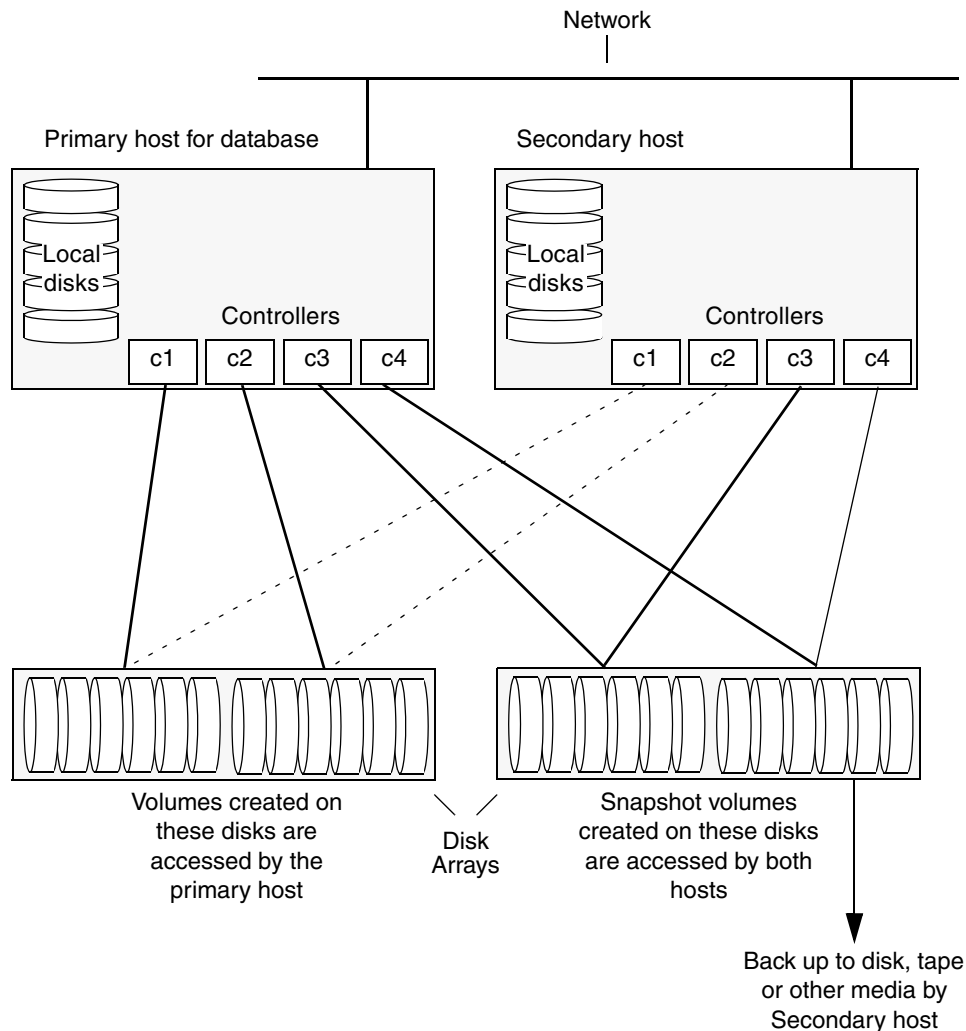 Network
Primary host for database
Secondary host
Local
disks
Controllers
c1 c2 c3 c4
Local
disks
Controllers
c1 c2 c3 c4
Volumes created on
these disks are
accessed by the
primary host
Disk
Arrays
Snapshot volumes
created on these disks
are accessed by both
hosts
Back up to disk, tape
or other media by
Secondary host